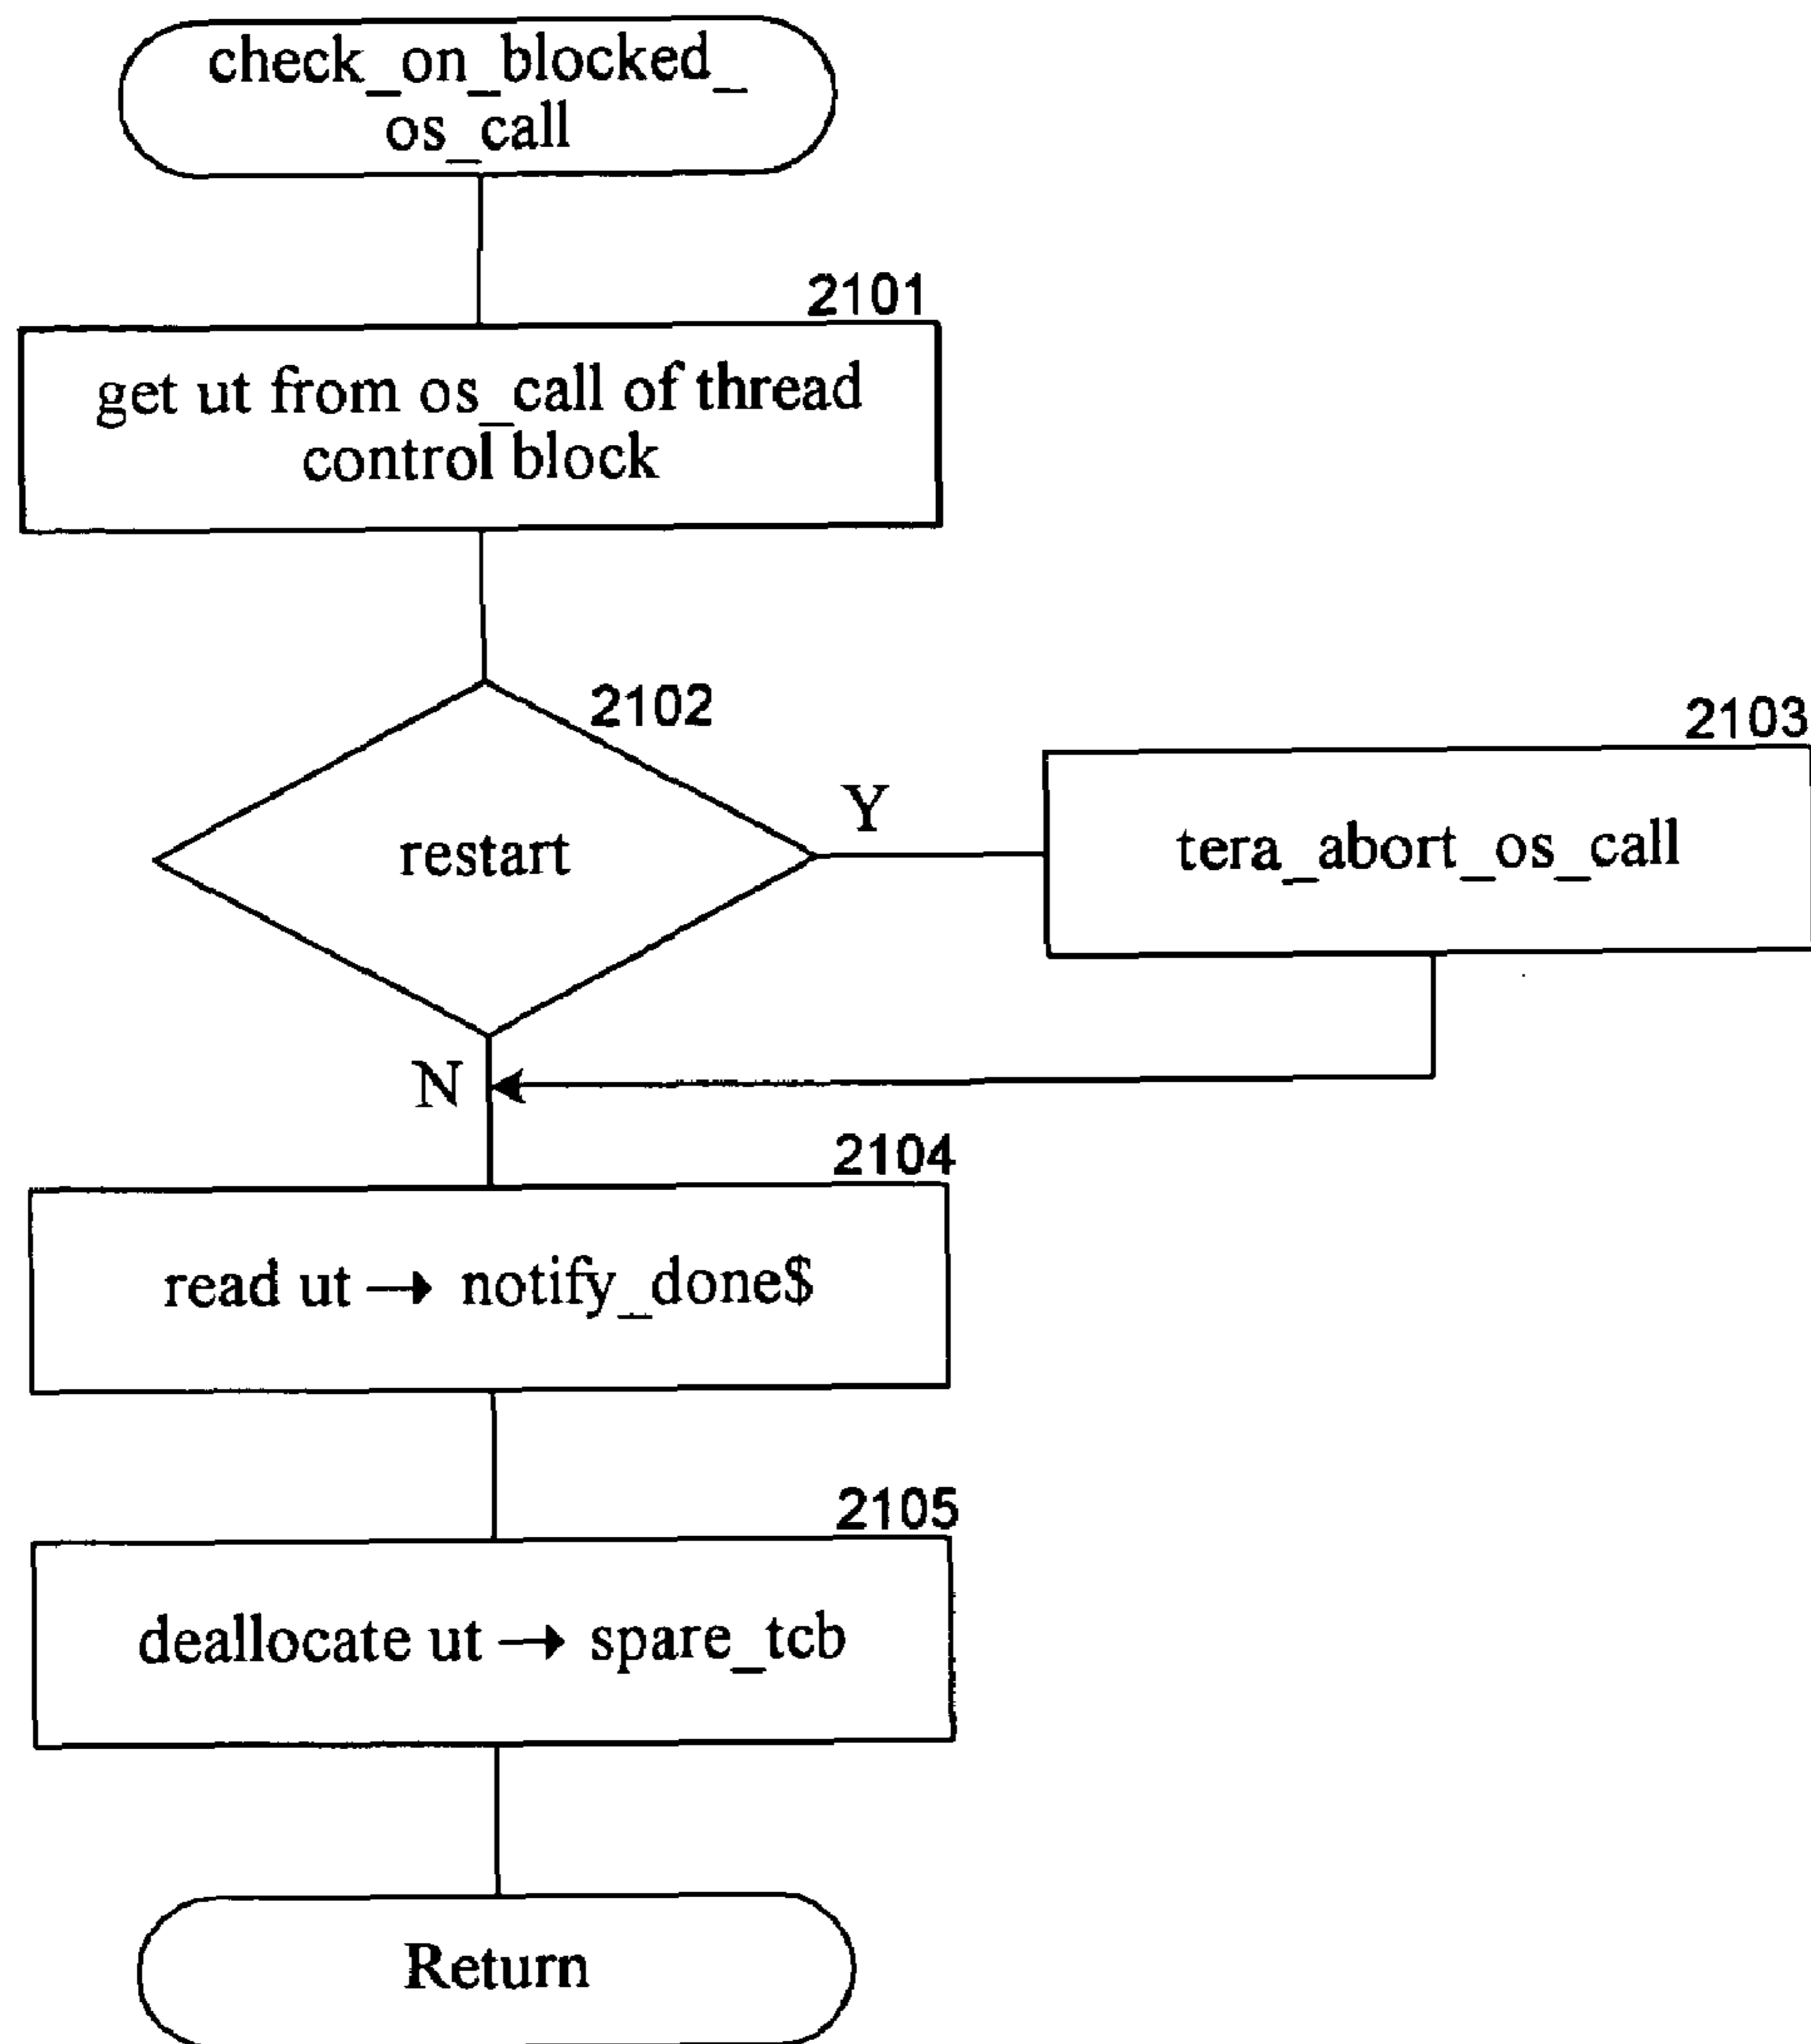 check_on_blocked_
os_call
2101
get ut from os_call of thread
control block
2102
restart
Y
2103
tera_abort_os_call
N
2104
read ut → notify_done$
2105
deallocate ut → spare_tcb
Return